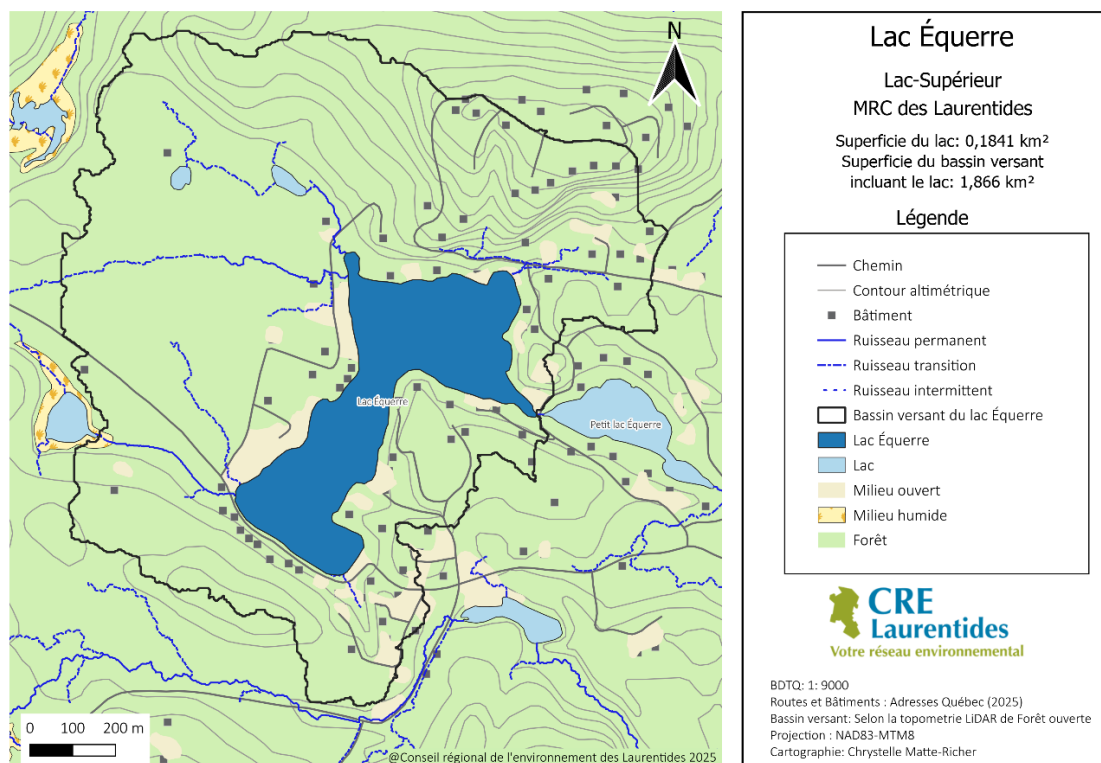 N
Lac Équerre
Petit lac Équerre
0 100 200 m
@Conseil régional de l'environnement des Laurentides 2025
Lac Équerre
Lac-Supérieur
MRC des Laurentides
Superficie du lac: 0,1841 km²
Superficie du bassin versant
incluant le lac: 1,866 km²
Légende
Chemin
Contour altimétrique
Bâtiment
Ruisseau permanent
Ruisseau transition
Ruisseau intermittent
Bassin versant du lac Équerre
Lac Équerre
Lac
Milieu ouvert
Milieu humide
Forêt
CRE
Laurentides
Votre réseau environnemental
BDTQ: 1: 9000
Routes et Bâtiments : Adresses Québec (2025)
Bassin versant: Selon la topometrie LiDAR de Forêt ouverte
Projection : NAD83-MTM8
Cartographie: Chrystelle Matte-Richer